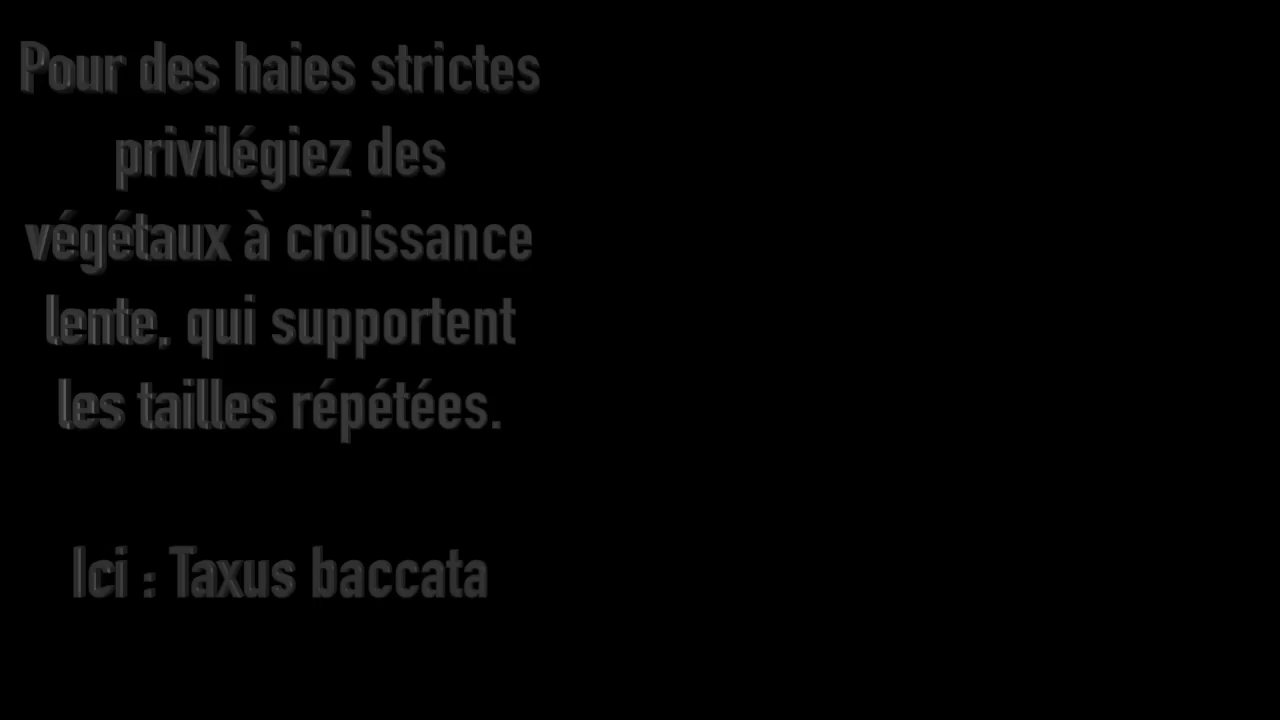 Pour des haies strictes
privilégiez des
végétaux à croissance
lente, qui supportent
les tailles répétées.
Ici : Taxus baccata